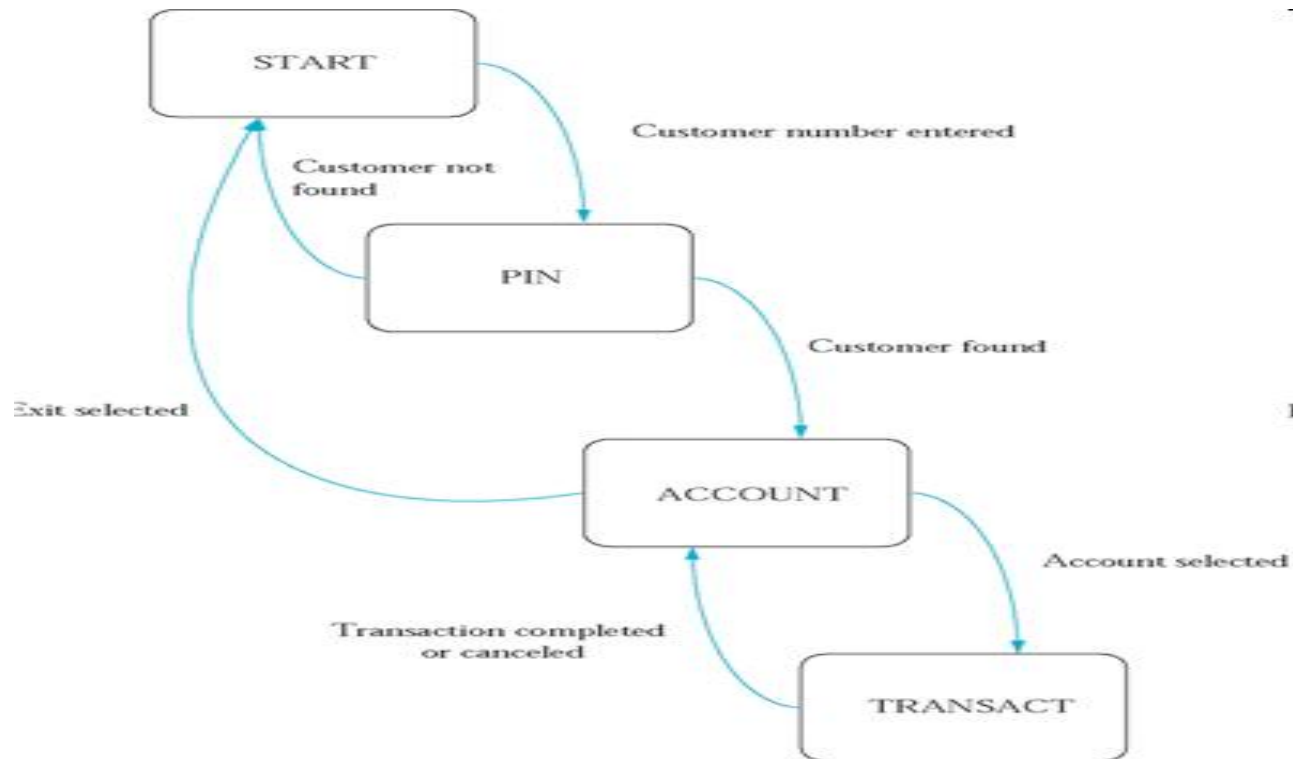 START
Customer number entered
Customer not
found
PIN
Customer found
Exit selected
ACCOUNT
Account selected
Transaction completed
or canceled
TRANSACT